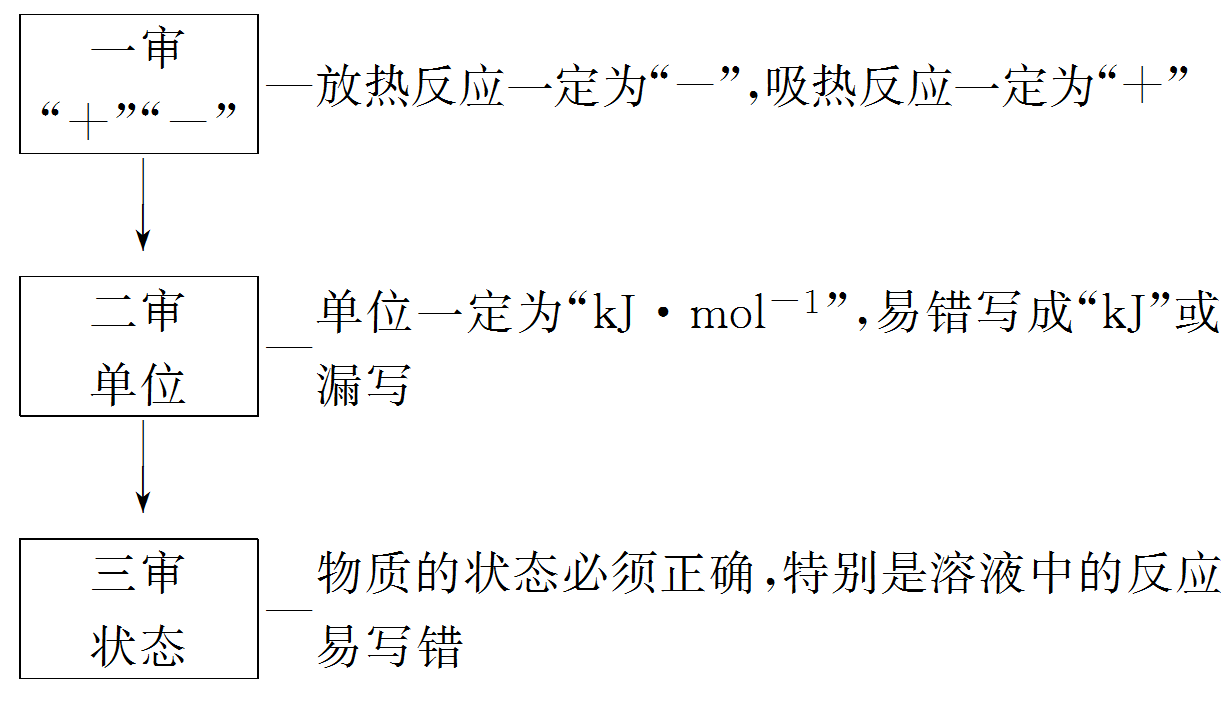 一审
“＋”“－”
放热反应一定为“－”,吸热反应一定为“＋”
二审
单位
单位一定为“kJ·mol⁻¹”,易错写成“kJ”或
漏写
三审
状态
物质的状态必须正确,特别是溶液中的反应
易写错